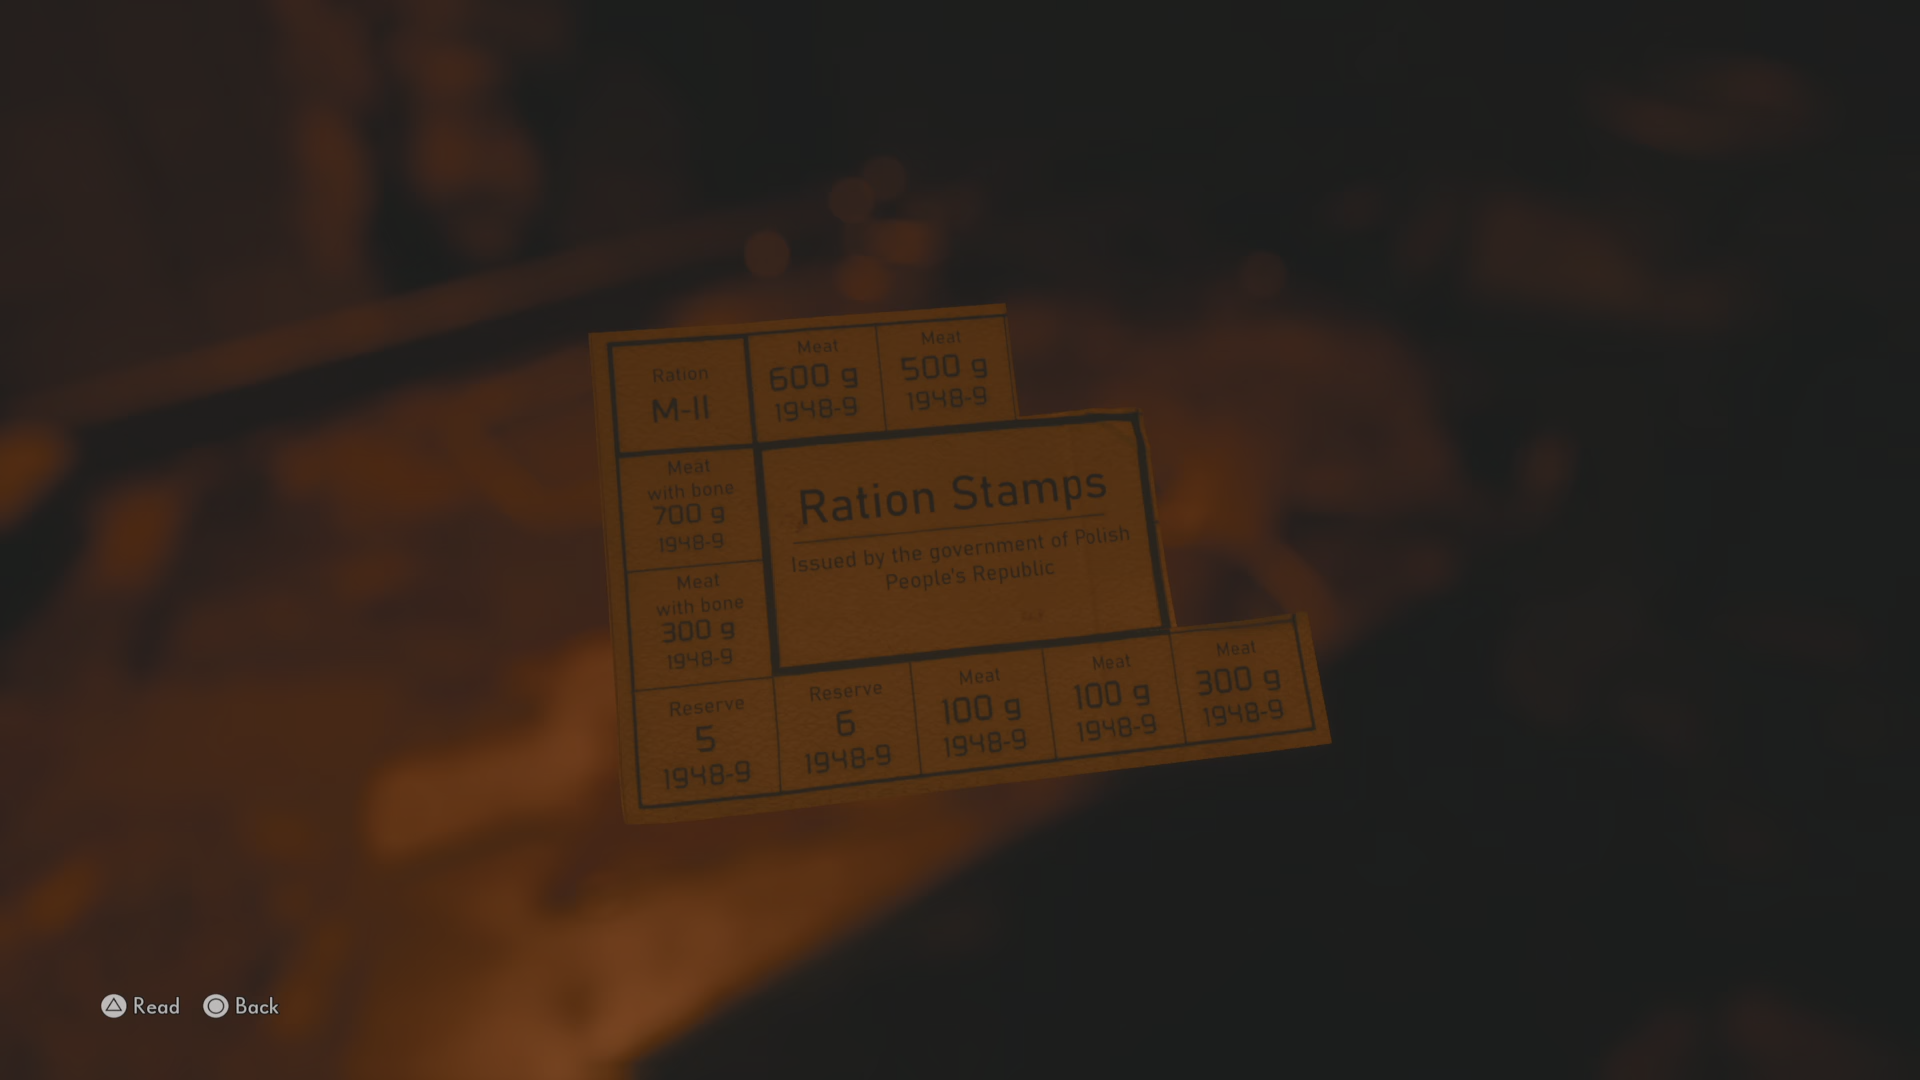 Ration
M-II
Meat
600 g
1948-9
Meat
500 g
1948-9
Meat
with bone
700 g
1948-9
Ration Stamps
Issued by the government of Polish
People's Republic
Meat
with bone
300 g
1948-9
Reserve
5
1948-9
Reserve
6
1948-9
Meat
100 g
1948-9
Meat
100 g
1948-9
Meat
300 g
1948-9
Read
Back